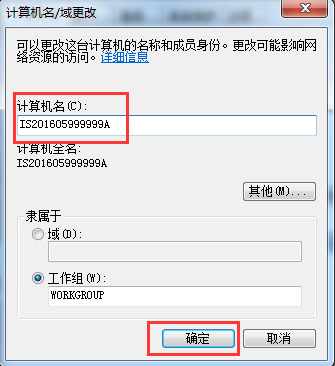 计算机名/域更改
可以更改这台计算机的名称和成员身份。更改可能影响网
络资源的访问。详细信息
计算机名(C):
IS201605999999A
计算机全名:
IS201605999999A
其他(M)...
隶属于
域(D):
工作组(W):
WORKGROUP
确定
取消